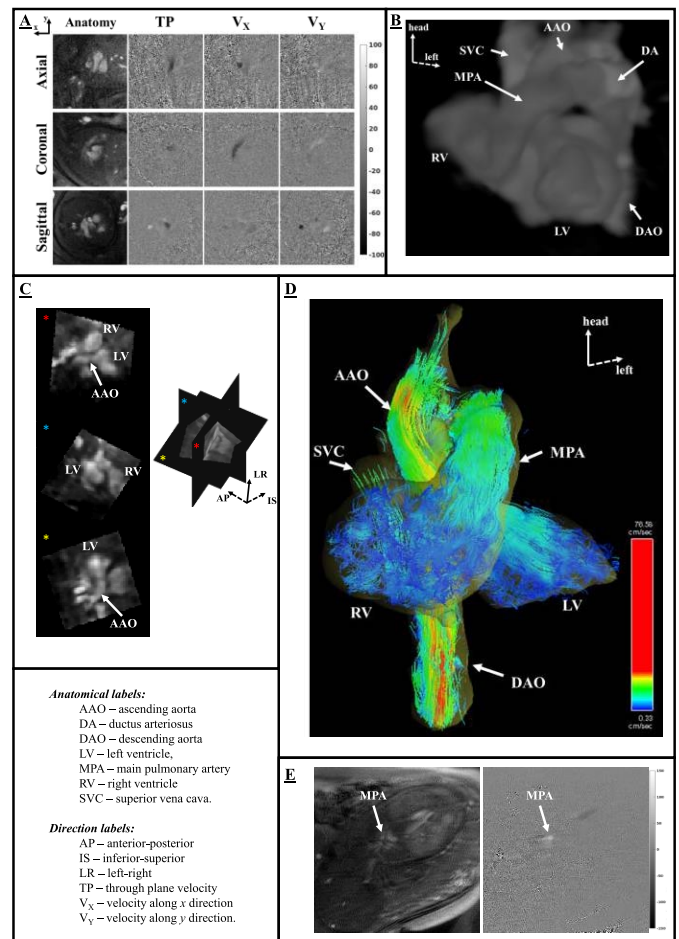 A
y
x
Anatomy
TP
VX
VY
Axial
Coronal
Sagittal
100
80
60
40
20
0
-20
-40
-60
-80
-100
B
head
left
SVC
AAO
DA
MPA
RV
LV
DAO
C
*
RV
LV
AAO
*
LV
RV
*
LV
AAO
*
*
*
LR
AP
IS
D
head
left
AAO
SVC
MPA
RV
LV
DAO
76.56
cm/sec
0.33
cm/sec
Anatomical labels:
AAO – ascending aorta
DA – ductus arteriosus
DAO – descending aorta
LV – left ventricle,
MPA – main pulmonary artery
RV – right ventricle
SVC – superior vena cava.
Direction labels:
AP – anterior-posterior
IS – inferior-superior
LR – left-right
TP – through plane velocity
VX – velocity along x direction
VY – velocity along y direction.
E
MPA
MPA